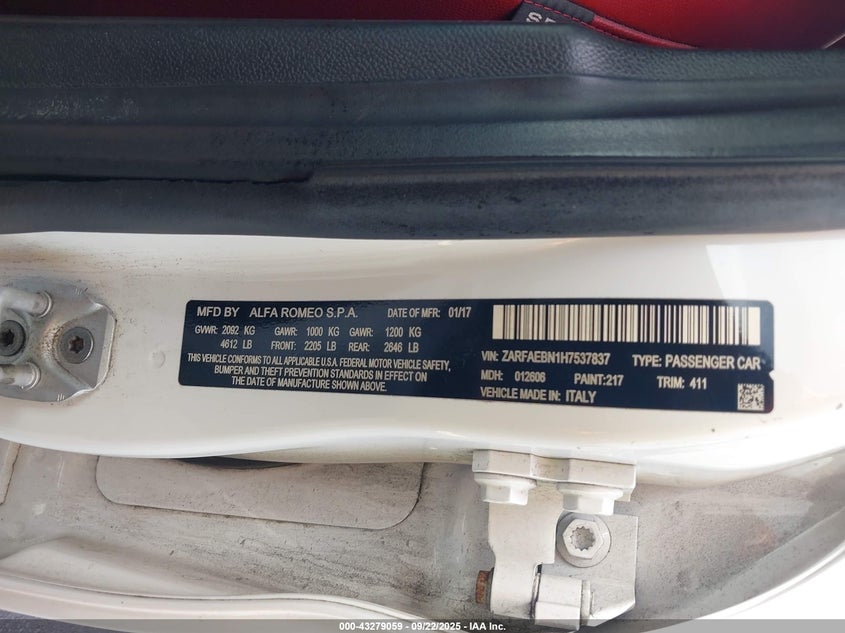 MFD BY ALFA ROMEO S.P.A. DATE OF MFR: 01/17
GVWR: 2092 KG GAWR: 1000 KG GAWR: 1200 KG
4612 LB FRONT: 2205 LB REAR: 2646 LB
THIS VEHICLE CONFORMS TO ALL APPLICABLE U.S.A. FEDERAL MOTOR VEHICLE SAFETY,
BUMPER AND THEFT PREVENTION STANDARDS IN EFFECT ON
THE DATE OF MANUFACTURE SHOWN ABOVE.
VIN: ZARFAEBN1H7537837 TYPE: PASSENGER CAR
MDH: 012606 PAINT:217 TRIM: 411
VEHICLE MADE IN: ITALY
000-43279059 - 09/22/2025 - IAA Inc.